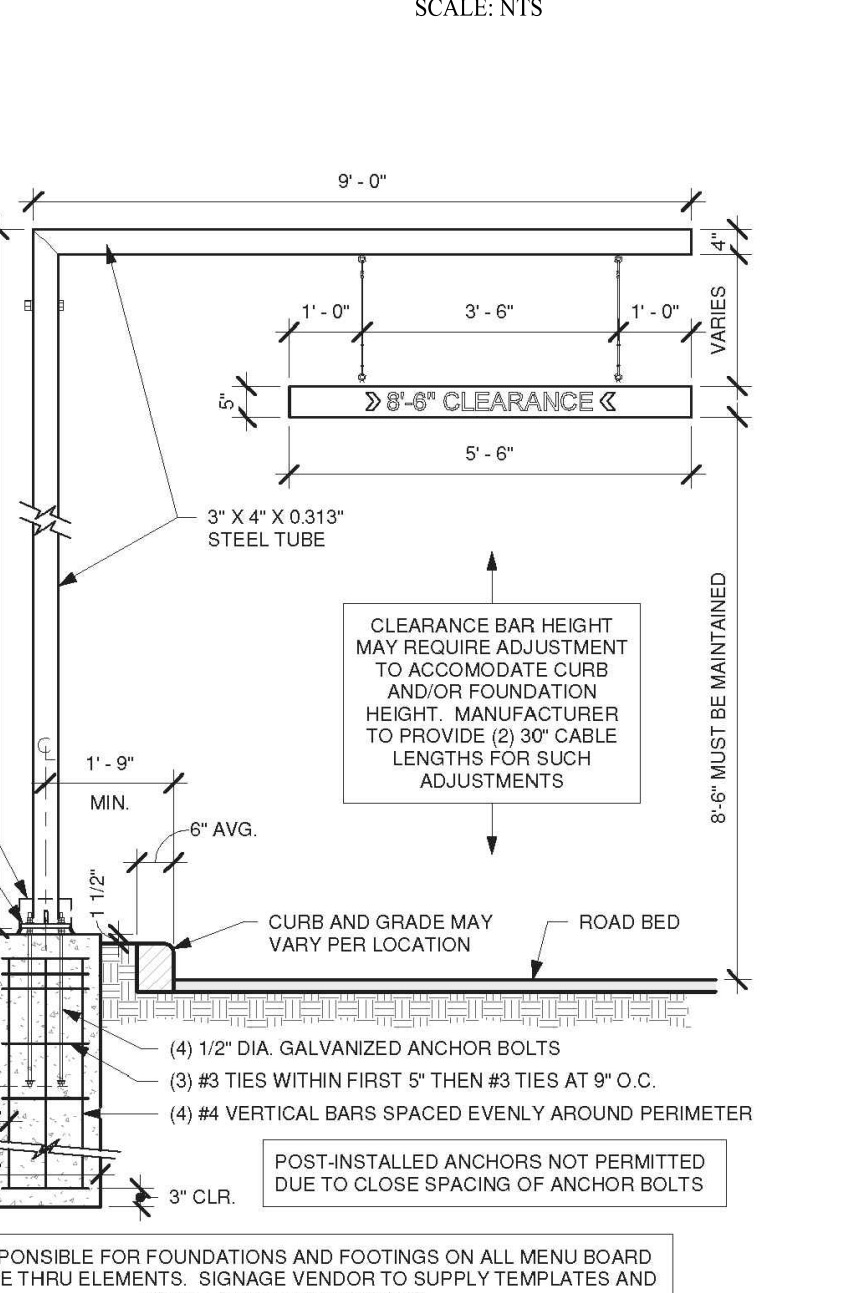 SCALE: NTS
9' - 0"
4"
VARIES
1' - 0"
3' - 6"
1' - 0"
5"
8'-6" CLEARANCE
5' - 6"
3" X 4" X 0.313"
STEEL TUBE
8'-6" MUST BE MAINTAINED
CLEARANCE BAR HEIGHT
MAY REQUIRE ADJUSTMENT
TO ACCOMODATE CURB
AND/OR FOUNDATION
HEIGHT. MANUFACTURER
TO PROVIDE (2) 30" CABLE
LENGTHS FOR SUCH
ADJUSTMENTS
CL
1' - 9"
MIN.
6" AVG.
1 1/2"
CURB AND GRADE MAY
VARY PER LOCATION
ROAD BED
(4) 1/2" DIA. GALVANIZED ANCHOR BOLTS
(3) #3 TIES WITHIN FIRST 5" THEN #3 TIES AT 9" O.C.
(4) #4 VERTICAL BARS SPACED EVENLY AROUND PERIMETER
POST-INSTALLED ANCHORS NOT PERMITTED
DUE TO CLOSE SPACING OF ANCHOR BOLTS
3" CLR.
PONSIBLE FOR FOUNDATIONS AND FOOTINGS ON ALL MENU BOARD
E THRU ELEMENTS. SIGNAGE VENDOR TO SUPPLY TEMPLATES AND